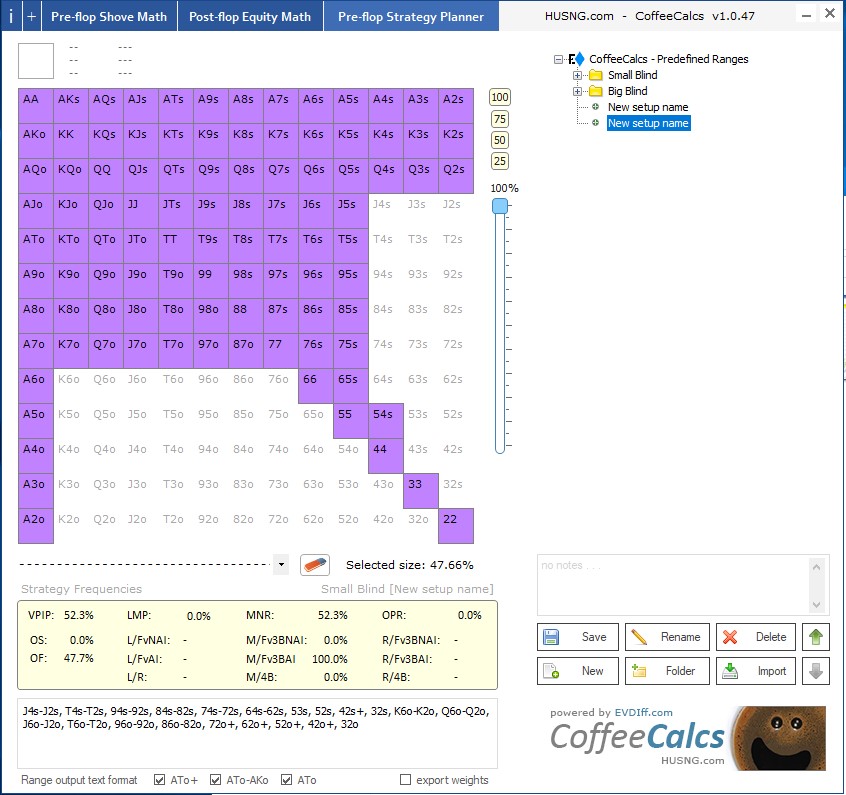 i + Pre-flop Shove Math Post-flop Equity Math Pre-flop Strategy Planner HUSNG.com - CoffeeCalcs v1.0.47
-- ---
-- ---
-- ---
AA AKs AQs AJs ATs A9s A8s A7s A6s A5s A4s A3s A2s
AKo KK KQs KJs KTs K9s K8s K7s K6s K5s K4s K3s K2s
AQo KQo QQ QJs QTs Q9s Q8s Q7s Q6s Q5s Q4s Q3s Q2s
AJo KJo QJo JJ JTs J9s J8s J7s J6s J5s J4s J3s J2s
ATo KTo QTo JTo TT T9s T8s T7s T6s T5s T4s T3s T2s
A9o K9o Q9o J9o T9o 99 98s 97s 96s 95s 94s 93s 92s
A8o K8o Q8o J8o T8o 98o 88 87s 86s 85s 84s 83s 82s
A7o K7o Q7o J7o T7o 97o 87o 77 76s 75s 74s 73s 72s
A6o K6o Q6o J6o T6o 96o 86o 76o 66 65s 64s 63s 62s
A5o K5o Q5o J5o T5o 95o 85o 75o 65o 55 54s 53s 52s
A4o K4o Q4o J4o T4o 94o 84o 74o 64o 54o 44 43s 42s
A3o K3o Q3o J3o T3o 93o 83o 73o 63o 53o 43o 33 32s
A2o K2o Q2o J2o T2o 92o 82o 72o 62o 52o 42o 32o 22
100
75
50
25
100%
CoffeeCalcs - Predefined Ranges
Small Blind
Big Blind
New setup name
New setup name
Selected size: 47.66%
Strategy Frequencies Small Blind [New setup name]
VPIP: 52.3% LMP: 0.0% MNR: 52.3% OPR: 0.0%
OS: 0.0% L/FvNAI: - M/Fv3BNAI: 0.0% R/Fv3BNAI: -
OF: 47.7% L/FvAI: - M/Fv3BAI 100.0% R/Fv3BAI: -
L/R: - M/4B: 0.0% R/4B: -
J4s-J2s, T4s-T2s, 94s-92s, 84s-82s, 74s-72s, 64s-62s, 53s, 52s, 42s+, 32s, K6o-K2o, Q6o-Q2o,
J6o-J2o, T6o-T2o, 96o-92o, 86o-82o, 72o+, 62o+, 52o+, 42o+, 32o
Range output text format ATo+ ATo-AKo ATo export weights
no notes . . .
Save Rename Delete
New Folder Import
powered by EVDiff.com
CoffeeCalcs
HUSNG.com